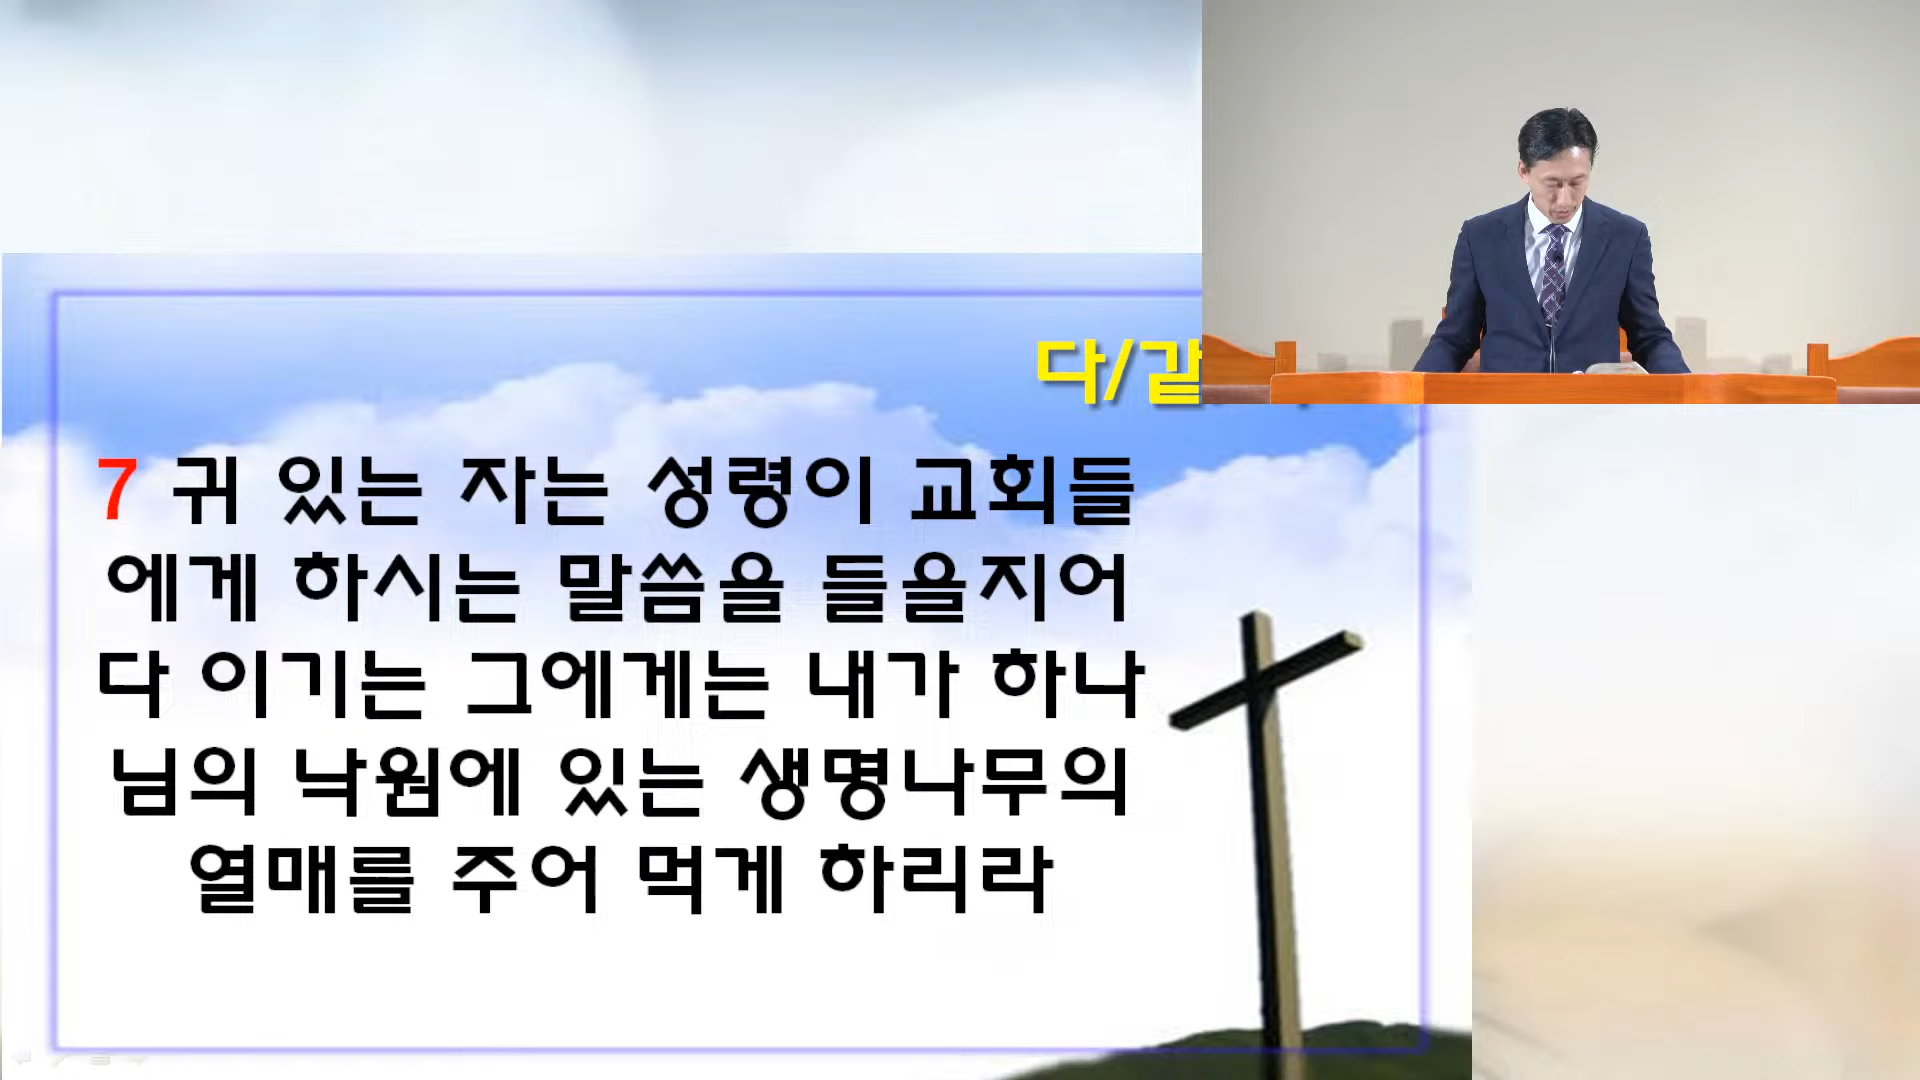 다/같
7 귀 있는 자는 성령이 교회들
에게 하시는 말씀을 들을지어
다 이기는 그에게는 내가 하나
님의 낙원에 있는 생명나무의
열매를 주어 먹게 하리라